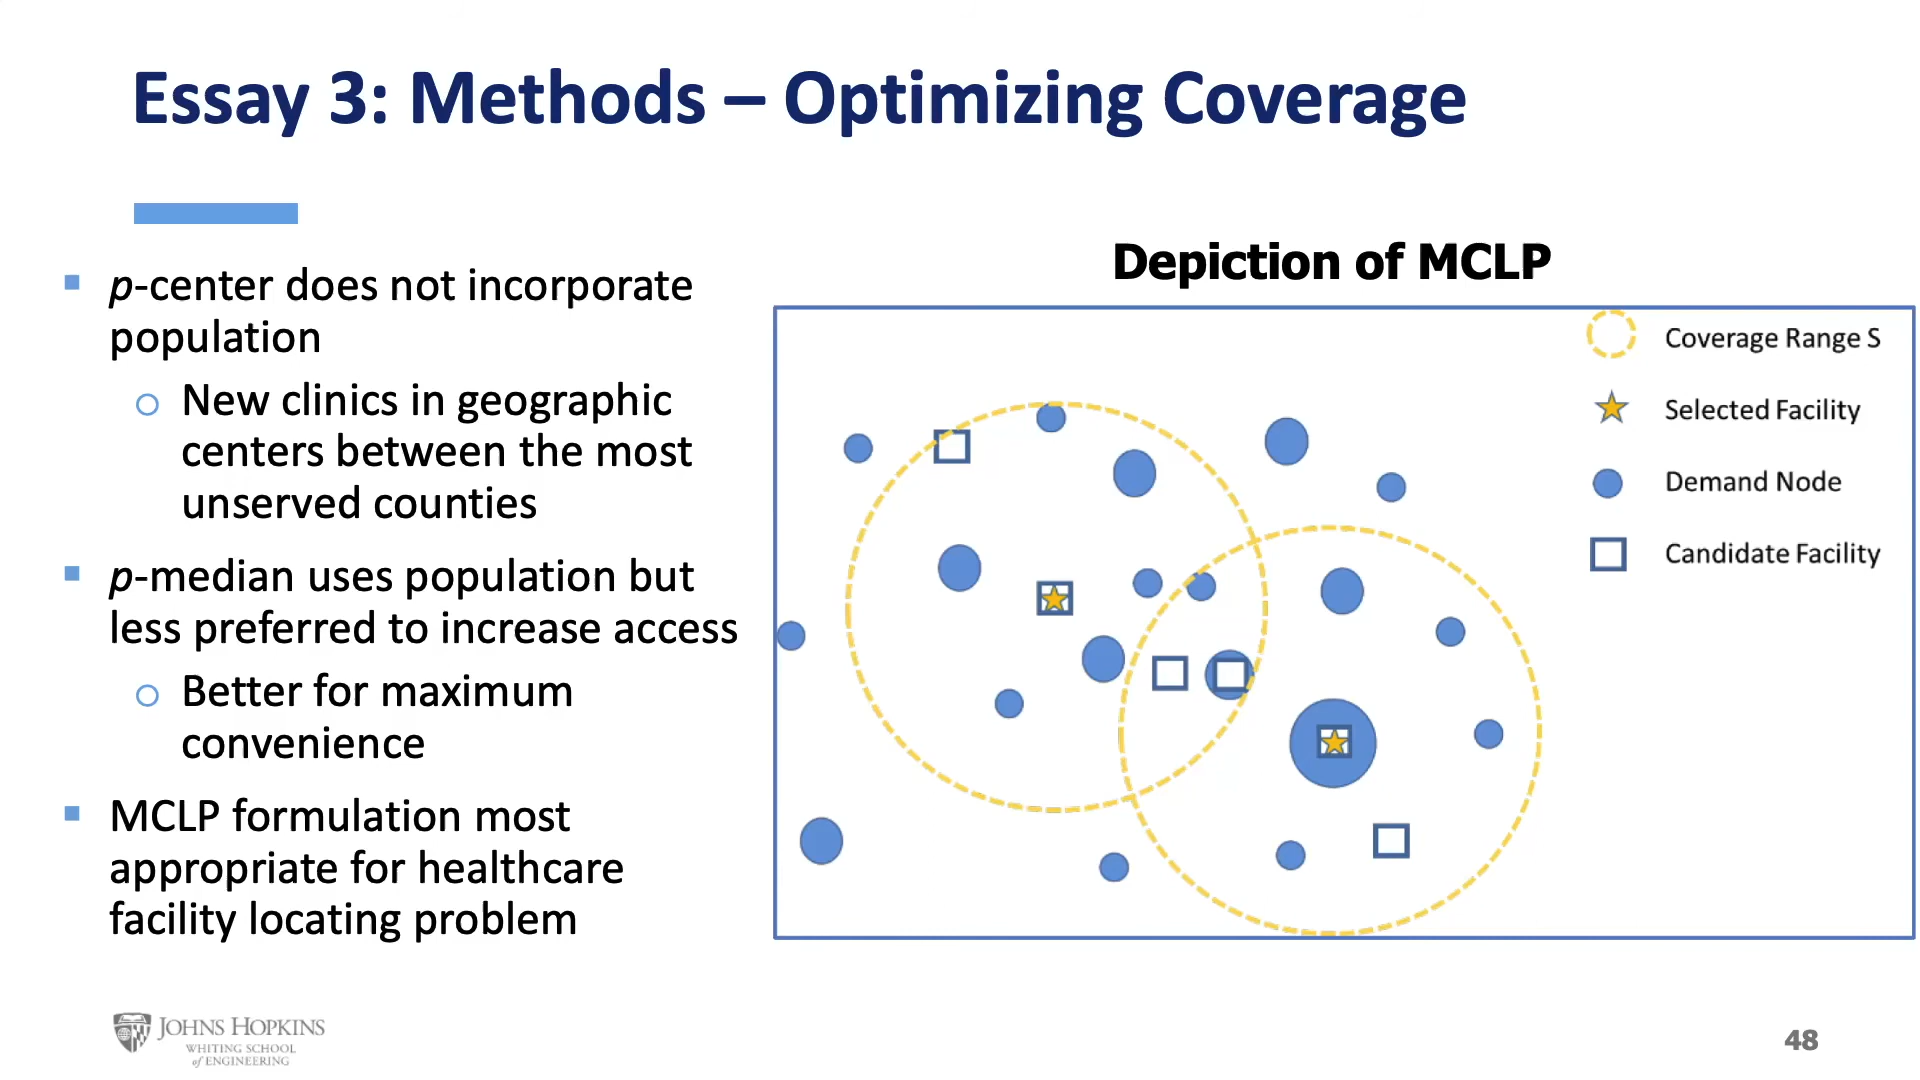 Essay 3: Methods – Optimizing Coverage
p-center does not incorporate
population
New clinics in geographic
centers between the most
unserved counties
p-median uses population but
less preferred to increase access
Better for maximum
convenience
MCLP formulation most
appropriate for healthcare
facility locating problem
Depiction of MCLP
Coverage Range S
Selected Facility
Demand Node
Candidate Facility
JOHNS HOPKINS
WHITING SCHOOL
of ENGINEERING
48